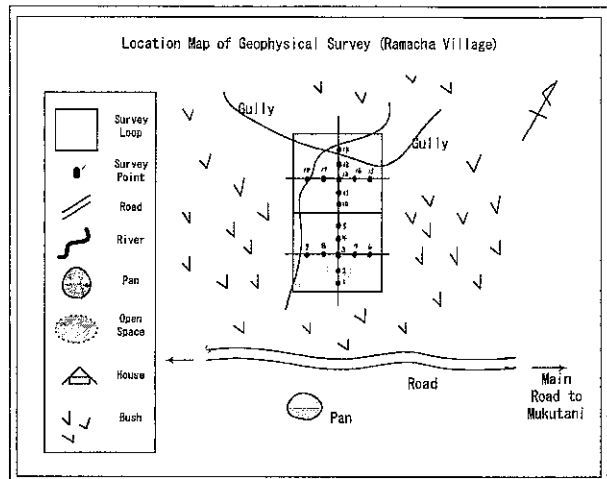 Location Map of Geophysical Survey (Ramacha Village)
Survey
Loop
Survey
Point
Road
River
Pan
Open
Space
House
Bush
Gully
Gully
Road
Main
Road to
Mukutani
Pan